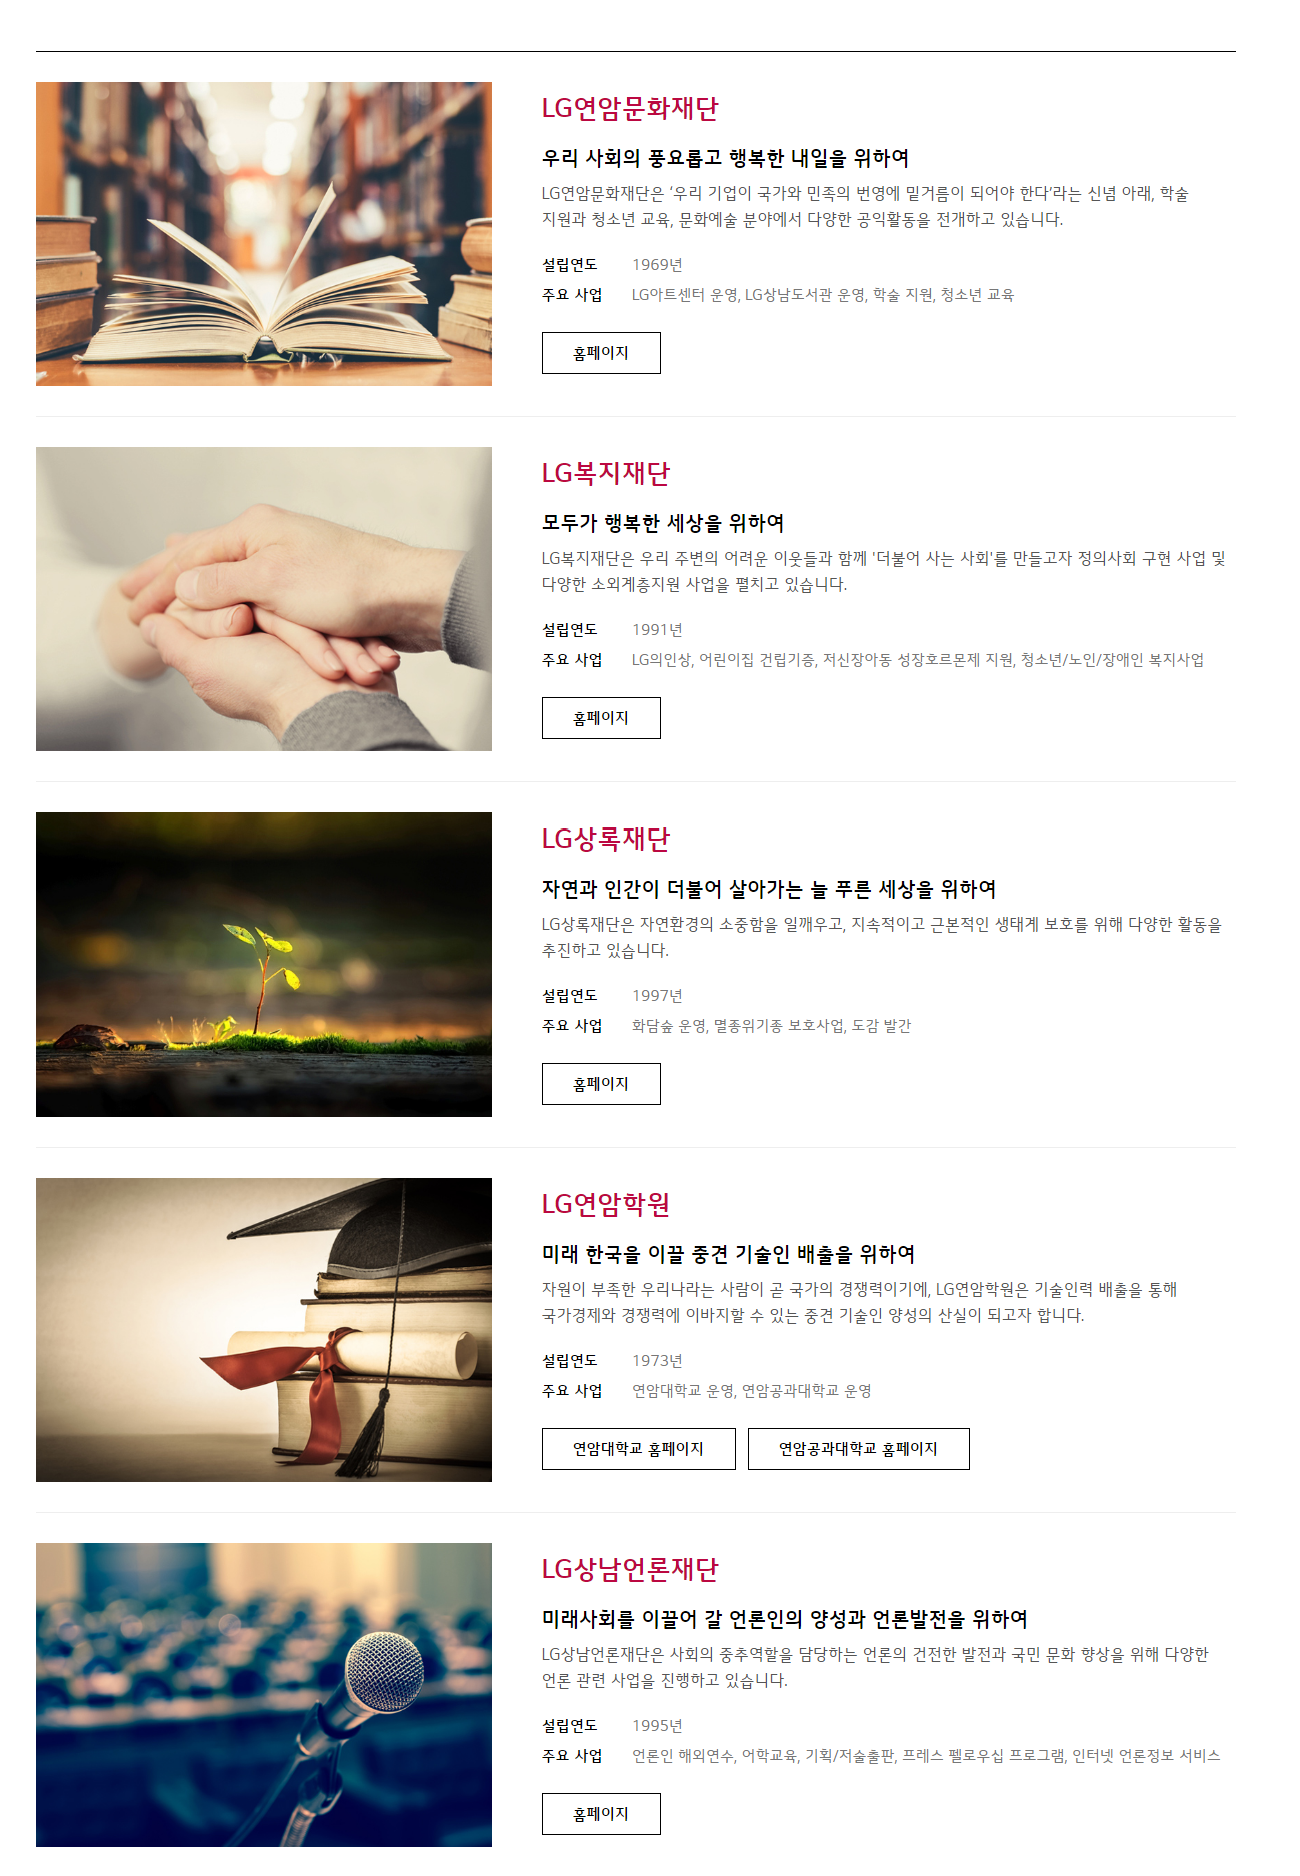 LG연암문화재단
우리 사회의 풍요롭고 행복한 내일을 위하여
LG연암문화재단은 ‘우리 기업이 국가와 민족의 번영에 밑거름이 되어야 한다’라는 신념 아래, 학술
지원과 청소년 교육, 문화예술 분야에서 다양한 공익활동을 전개하고 있습니다.
설립연도 1969년
주요 사업 LG아트센터 운영, LG상남도서관 운영, 학술 지원, 청소년 교육
홈페이지
LG복지재단
모두가 행복한 세상을 위하여
LG복지재단은 우리 주변의 어려운 이웃들과 함께 '더불어 사는 사회'를 만들고자 정의사회 구현 사업 및
다양한 소외계층지원 사업을 펼치고 있습니다.
설립연도 1991년
주요 사업 LG의인상, 어린이집 건립기증, 저신장아동 성장호르몬제 지원, 청소년/노인/장애인 복지사업
홈페이지
LG상록재단
자연과 인간이 더불어 살아가는 늘 푸른 세상을 위하여
LG상록재단은 자연환경의 소중함을 일깨우고, 지속적이고 근본적인 생태계 보호를 위해 다양한 활동을
추진하고 있습니다.
설립연도 1997년
주요 사업 화담숲 운영, 멸종위기종 보호사업, 도감 발간
홈페이지
LG연암학원
미래 한국을 이끌 중견 기술인 배출을 위하여
자원이 부족한 우리나라는 사람이 곧 국가의 경쟁력이기에, LG연암학원은 기술인력 배출을 통해
국가경제와 경쟁력에 이바지할 수 있는 중견 기술인 양성의 산실이 되고자 합니다.
설립연도 1973년
주요 사업 연암대학교 운영, 연암공과대학교 운영
연암대학교 홈페이지 연암공과대학교 홈페이지
LG상남언론재단
미래사회를 이끌어 갈 언론인의 양성과 언론발전을 위하여
LG상남언론재단은 사회의 중추역할을 담당하는 언론의 건전한 발전과 국민 문화 향상을 위해 다양한
언론 관련 사업을 진행하고 있습니다.
설립연도 1995년
주요 사업 언론인 해외연수, 어학교육, 기획/저술출판, 프레스 펠로우십 프로그램, 인터넷 언론정보 서비스
홈페이지